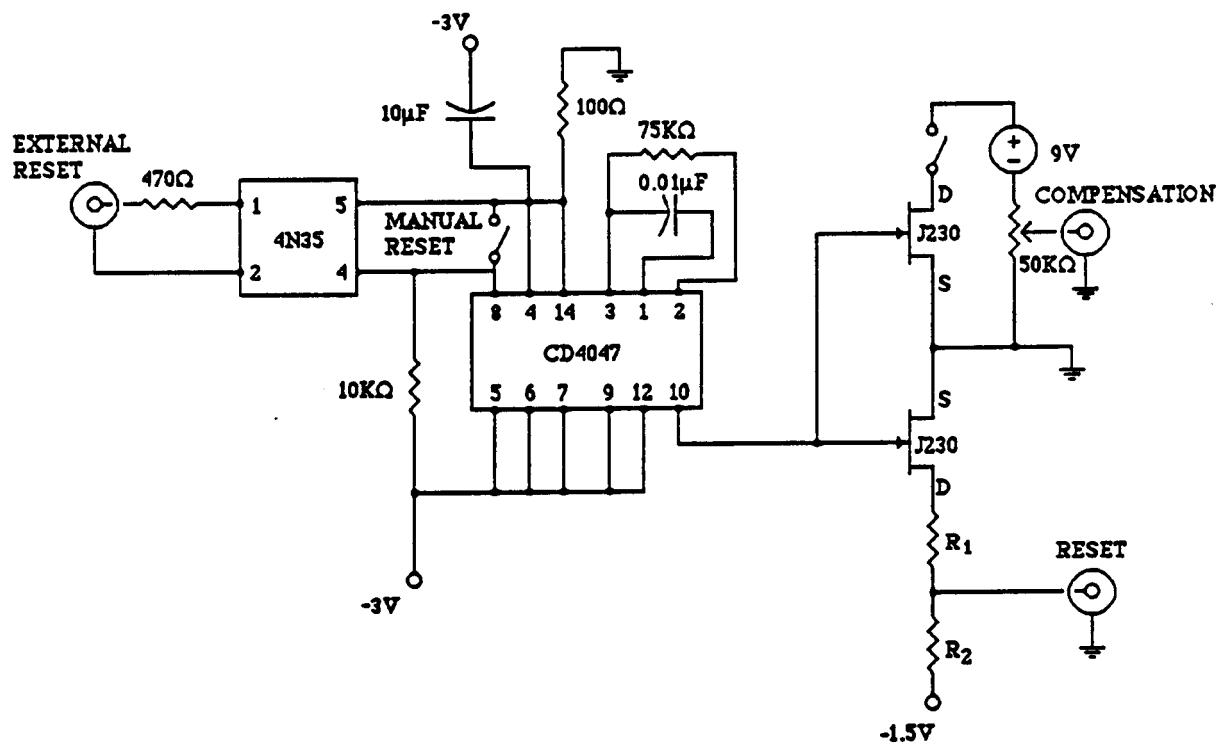 -3V
10µF
100Ω
75KΩ
0.01µF
EXTERNAL
RESET
470Ω
1
2
4N35
5
4
MANUAL
RESET
8 4 14 3 1 2
CD4047
5 6 7 9 12 10
10KΩ
-3V
D
J230
S
9V
COMPENSATION
50KΩ
S
J230
D
R1
RESET
R2
-1.5V